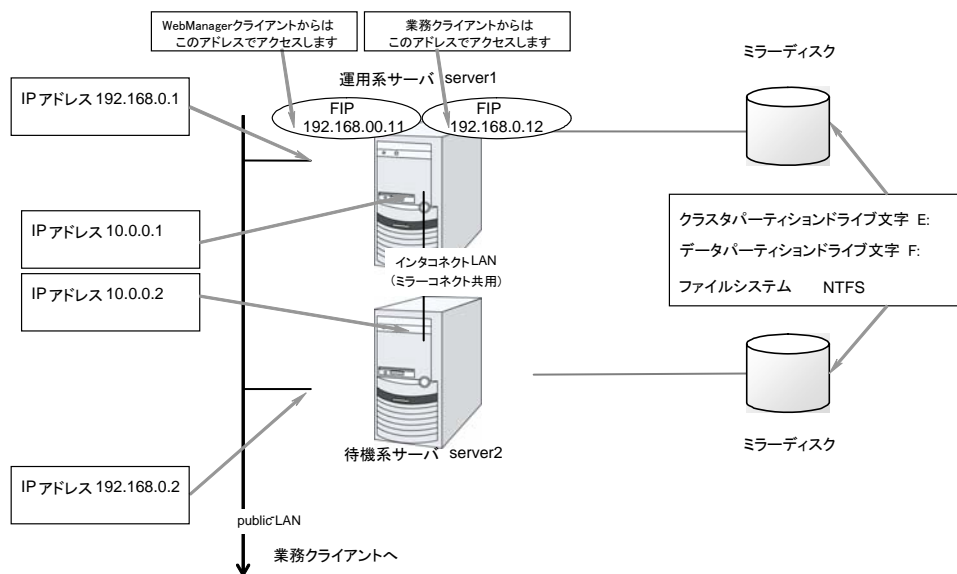 WebManagerクライアントからは
このアドレスでアクセスします
業務クライアントからは
このアドレスでアクセスします
ミラーディスク
運用系サーバ server1
IPアドレス 192.168.0.1
FIP
192.168.00.11
FIP
192.168.0.12
IPアドレス 10.0.0.1
クラスタパーティションドライブ文字 E:
データパーティションドライブ文字 F:
ファイルシステム NTFS
インタコネクトLAN
(ミラーコネクト共用)
IPアドレス 10.0.0.2
ミラーディスク
待機系サーバ server2
IPアドレス 192.168.0.2
public-LAN
業務クライアントへ